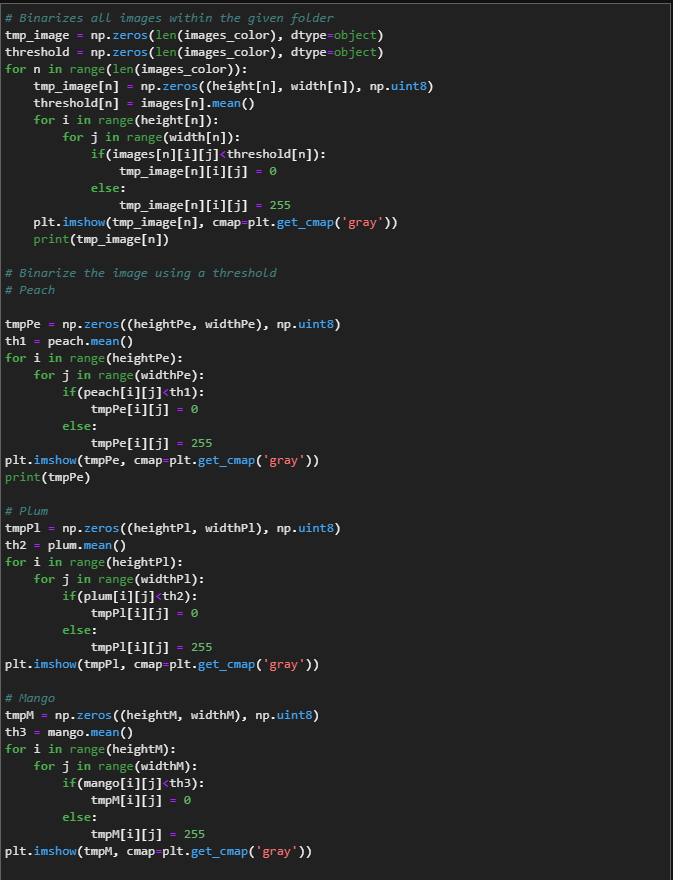 # Binarizes all images within the given folder
tmp_image = np.zeros(len(images_color), dtype=object)
threshold = np.zeros(len(images_color), dtype=object)
for n in range(len(images_color)):
    tmp_image[n] = np.zeros((height[n], width[n]), np.uint8)
    threshold[n] = images[n].mean()
    for i in range(height[n]):
        for j in range(width[n]):
            if(images[n][i][j]<threshold[n]):
                tmp_image[n][i][j] = 0
            else:
                tmp_image[n][i][j] = 255
    plt.imshow(tmp_image[n], cmap=plt.get_cmap('gray'))
    print(tmp_image[n])

# Binarize the image using a threshold
# Peach

tmpPe = np.zeros((heightPe, widthPe), np.uint8)
th1 = peach.mean()
for i in range(heightPe):
    for j in range(widthPe):
        if(peach[i][j]<th1):
            tmpPe[i][j] = 0
        else:
            tmpPe[i][j] = 255
plt.imshow(tmpPe, cmap=plt.get_cmap('gray'))
print(tmpPe)

# Plum
tmpPl = np.zeros((heightPl, widthPl), np.uint8)
th2 = plum.mean()
for i in range(heightPl):
    for j in range(widthPl):
        if(plum[i][j]<th2):
            tmpPl[i][j] = 0
        else:
            tmpPl[i][j] = 255
plt.imshow(tmpPl, cmap=plt.get_cmap('gray'))

# Mango
tmpM = np.zeros((heightM, widthM), np.uint8)
th3 = mango.mean()
for i in range(heightM):
    for j in range(widthM):
        if(mango[i][j]<th3):
            tmpM[i][j] = 0
        else:
            tmpM[i][j] = 255
plt.imshow(tmpM, cmap=plt.get_cmap('gray'))